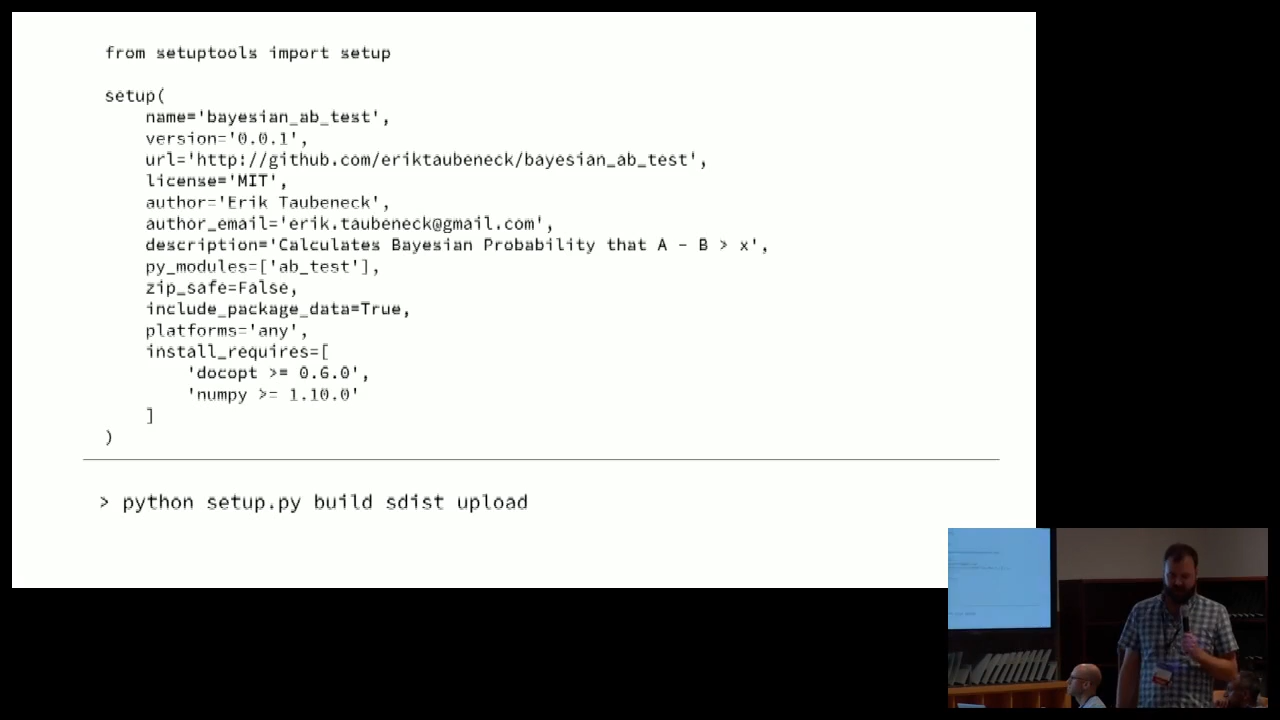 from setuptools import setup
setup(
name='bayesian_ab_test',
version='0.0.1',
url='http://github.com/eriktaubeneck/bayesian_ab_test',
license='MIT',
author='Erik Taubeneck',
author_email='erik.taubeneck@gmail.com',
description='Calculates Bayesian Probability that A - B > x',
py_modules=['ab_test'],
zip_safe=False,
include_package_data=True,
platforms='any',
install_requires=[
'docopt >= 0.6.0',
'numpy >= 1.10.0'
]
)
> python setup.py build sdist upload